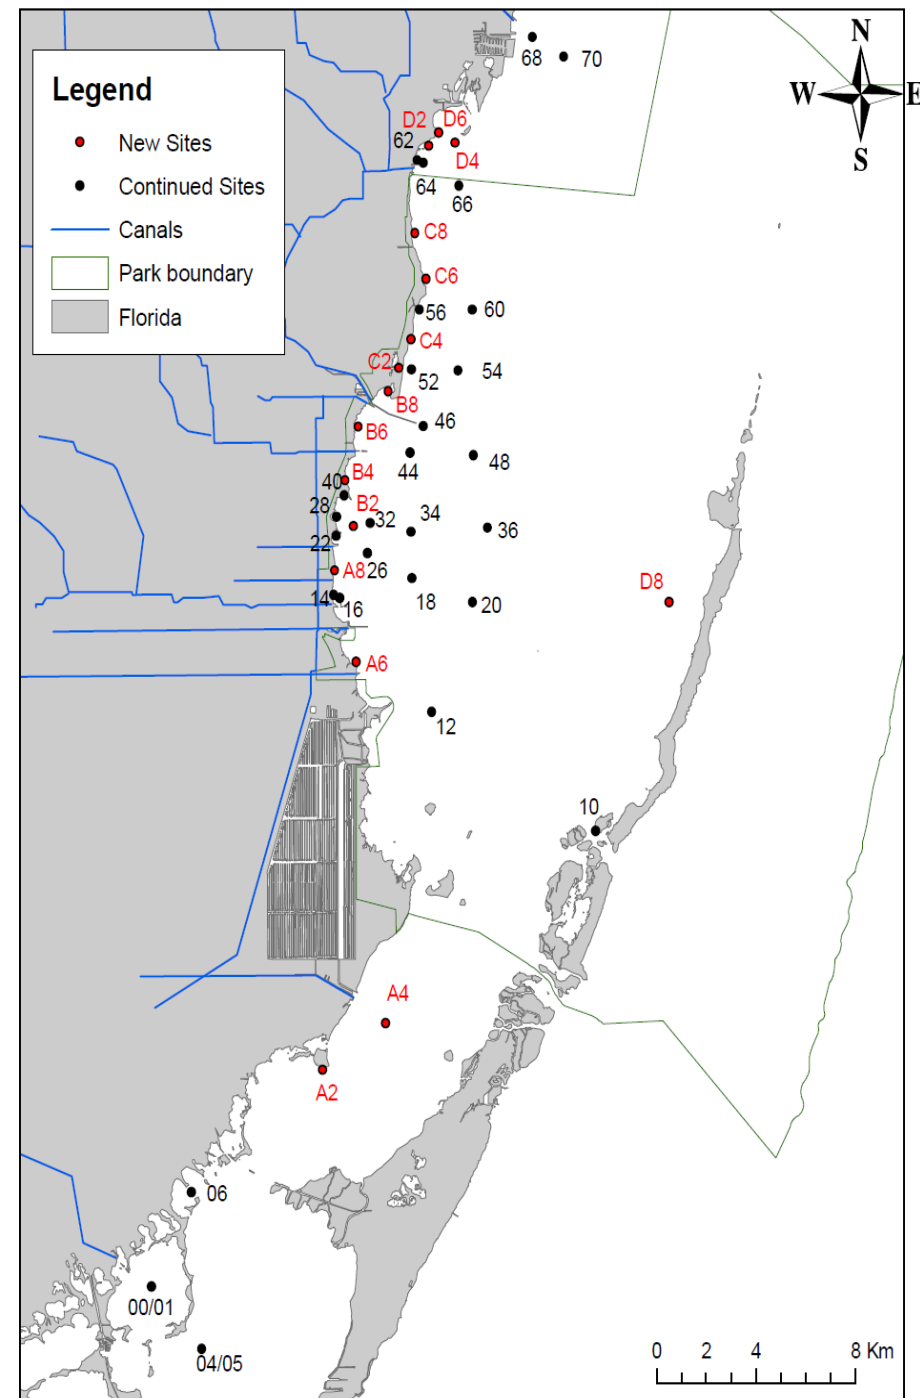 68
70
N
W
E
S
Legend
New Sites
Continued Sites
Canals
Park boundary
Florida
D2
D6
62
D4
64
66
C8
C6
56
60
C4
C2
52
54
B8
46
B6
44
48
B4
40
28
B2
32
34
36
22
26
A8
14
16
18
20
D8
A6
12
10
A4
A2
06
00/01
04/05
0 2 4 8 Km